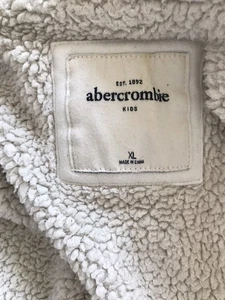 EST. 1892
abercrombie
KIDS
XL
MADE IN CHINA